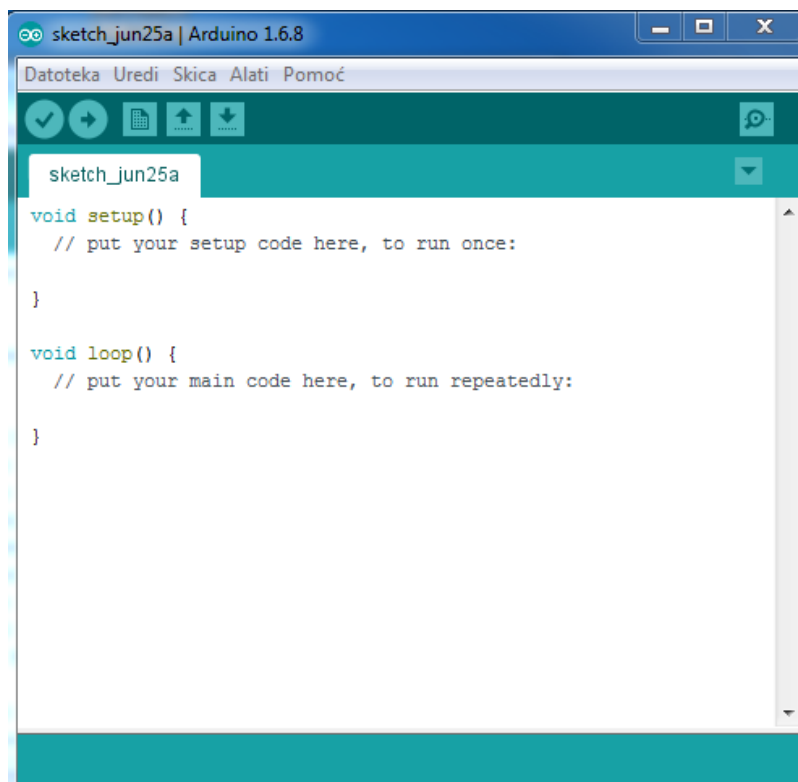 sketch_jun25a | Arduino 1.6.8
Datoteka Uredi Skica Alati Pomoć
sketch_jun25a
void setup() {
  // put your setup code here, to run once:
}
void loop() {
  // put your main code here, to run repeatedly:
}